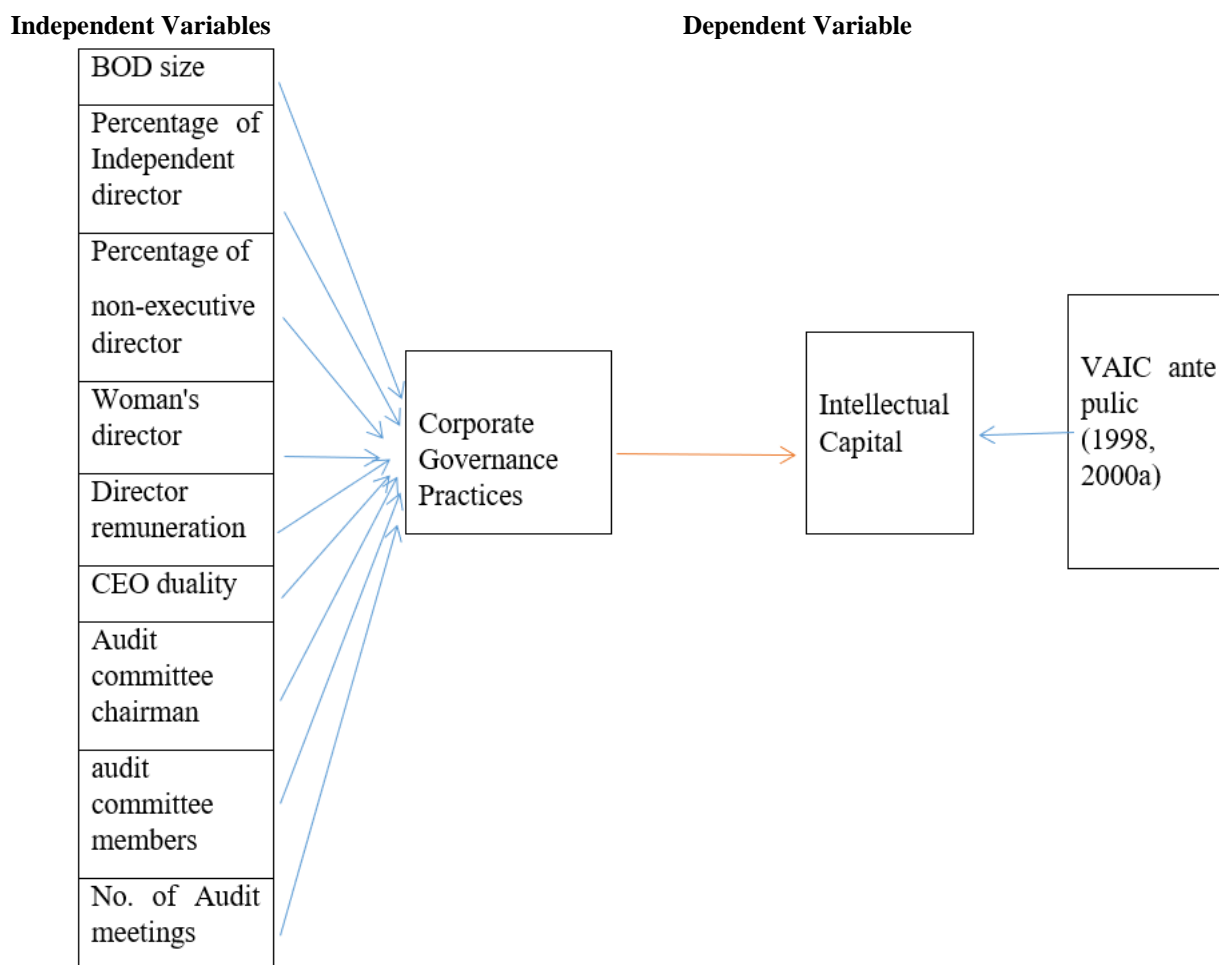 Independent Variables
Dependent Variable
BOD size
Percentage of
Independent
director
Percentage of
non-executive
director
Woman's
director
Director
remuneration
CEO duality
Audit
committee
chairman
audit
committee
members
No. of Audit
meetings
Corporate
Governance
Practices
Intellectual
Capital
VAIC ante
pulic
(1998,
2000a)